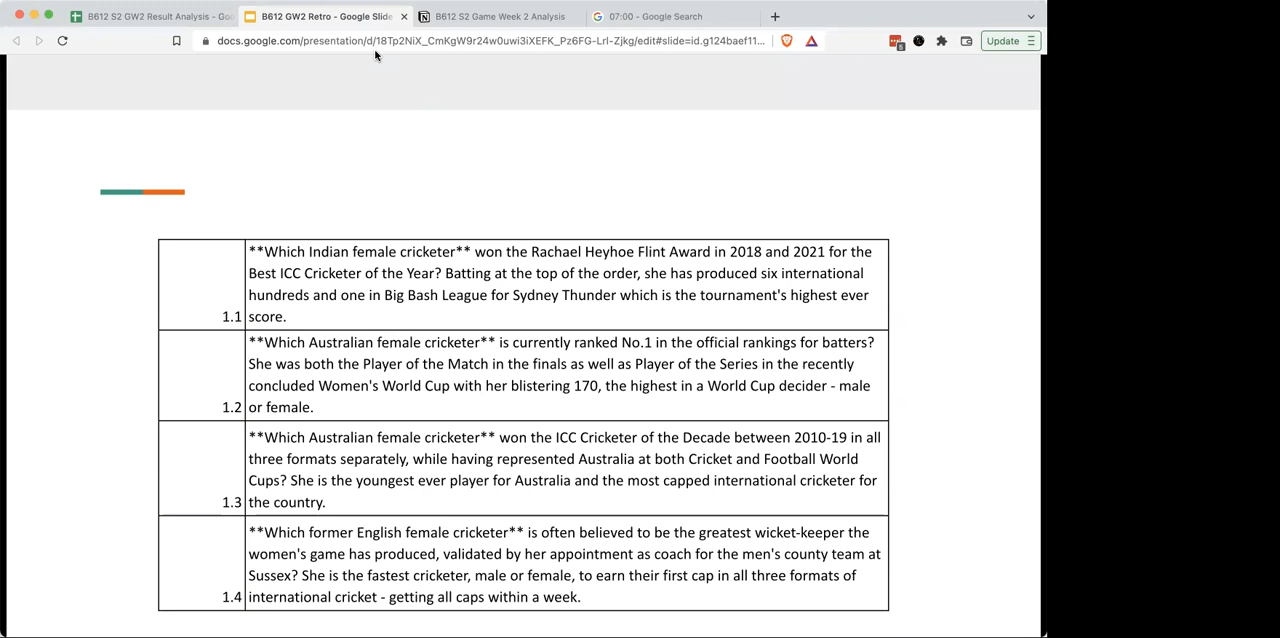 B612 S2 GW2 Result Analysis - Goo
B612 GW2 Retro - Google Slide
B612 S2 Game Week 2 Analysis
07:00 - Google Search
docs.google.com/presentation/d/18Tp2NiX_CmKgW9r24w0uwi3iXEFK_Pz6FG-Lrl-Zjkg/edit#slide=id.g124baef11...
5
Update
**Which Indian female cricketer** won the Rachael Heyhoe Flint Award in 2018 and 2021 for the
Best ICC Cricketer of the Year? Batting at the top of the order, she has produced six international
hundreds and one in Big Bash League for Sydney Thunder which is the tournament's highest ever
1.1 score.
**Which Australian female cricketer** is currently ranked No.1 in the official rankings for batters?
She was both the Player of the Match in the finals as well as Player of the Series in the recently
concluded Women's World Cup with her blistering 170, the highest in a World Cup decider - male
1.2 or female.
**Which Australian female cricketer** won the ICC Cricketer of the Decade between 2010-19 in all
three formats separately, while having represented Australia at both Cricket and Football World
Cups? She is the youngest ever player for Australia and the most capped international cricketer for
1.3 the country.
**Which former English female cricketer** is often believed to be the greatest wicket-keeper the
women's game has produced, validated by her appointment as coach for the men's county team at
Sussex? She is the fastest cricketer, male or female, to earn their first cap in all three formats of
1.4 international cricket - getting all caps within a week.